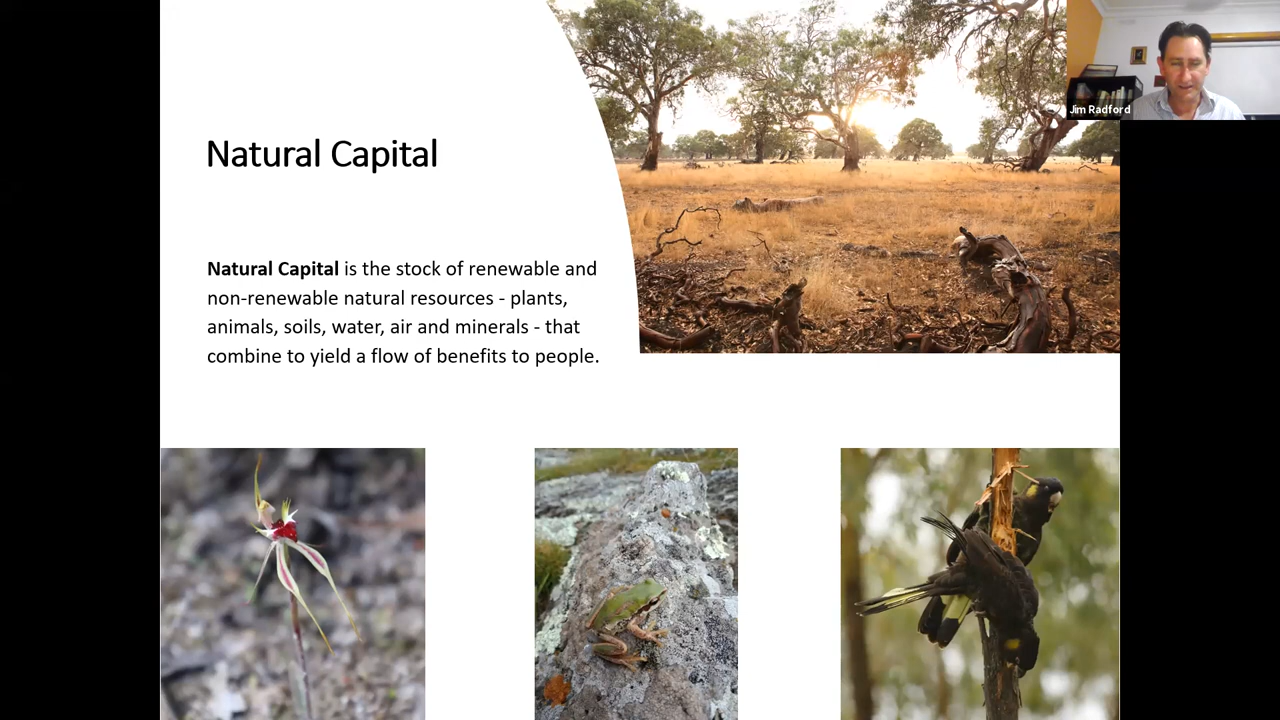 Jim Radford
Natural Capital
Natural Capital is the stock of renewable and
non-renewable natural resources - plants,
animals, soils, water, air and minerals - that
combine to yield a flow of benefits to people.